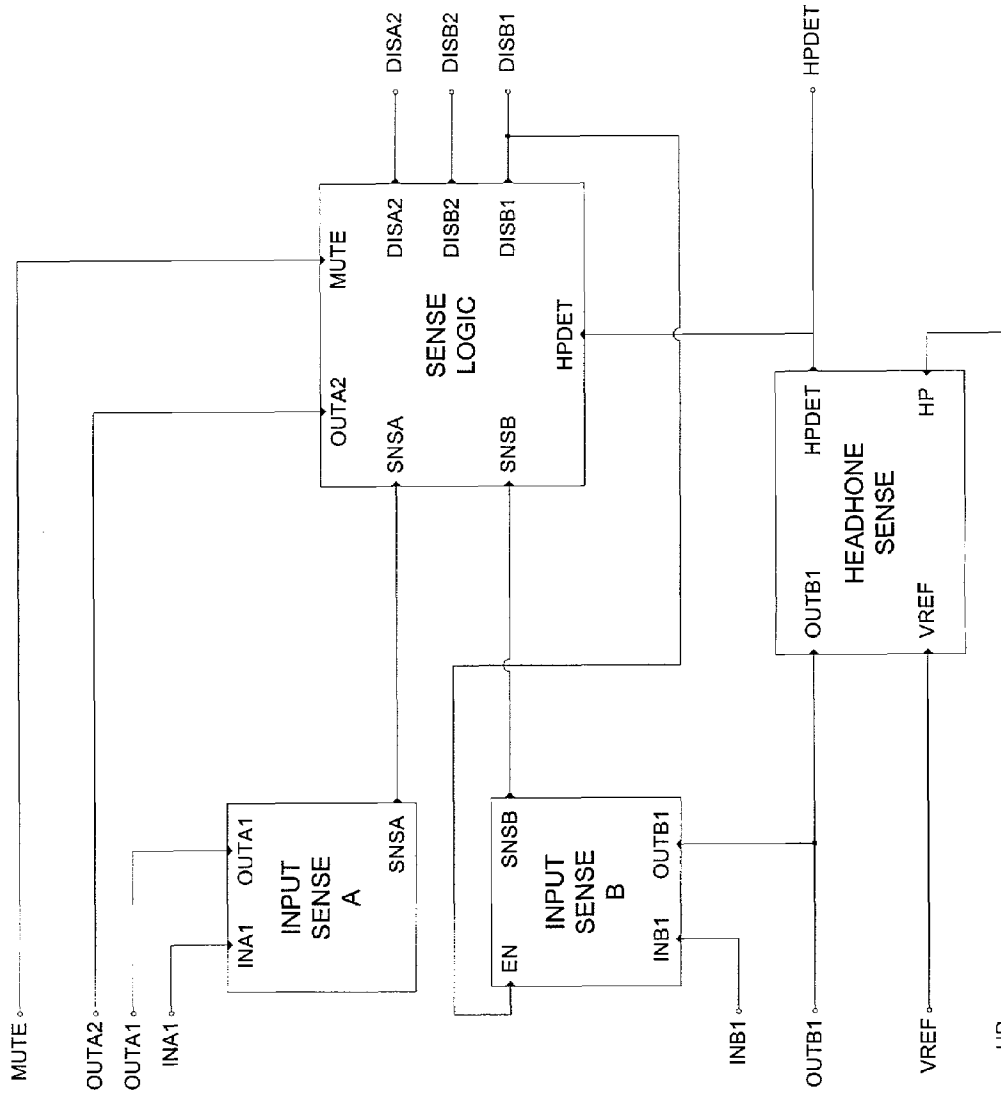 MUTE
OUTA2
OUTA1
INA1
INPUT
SENSE
A
INA1
OUTA1
SNSA
INPUT
SENSE
B
EN
SNSB
INB1
OUTB1
INB1
OUTB1
VREF
SENSE
LOGIC
OUTA2
MUTE
SNSA
SNSB
DISA2
DISB2
DISB1
HPDET
DISA2
DISB2
DISB1
HEADHONE
SENSE
OUTB1
VREF
HPDET
HP
HPDET